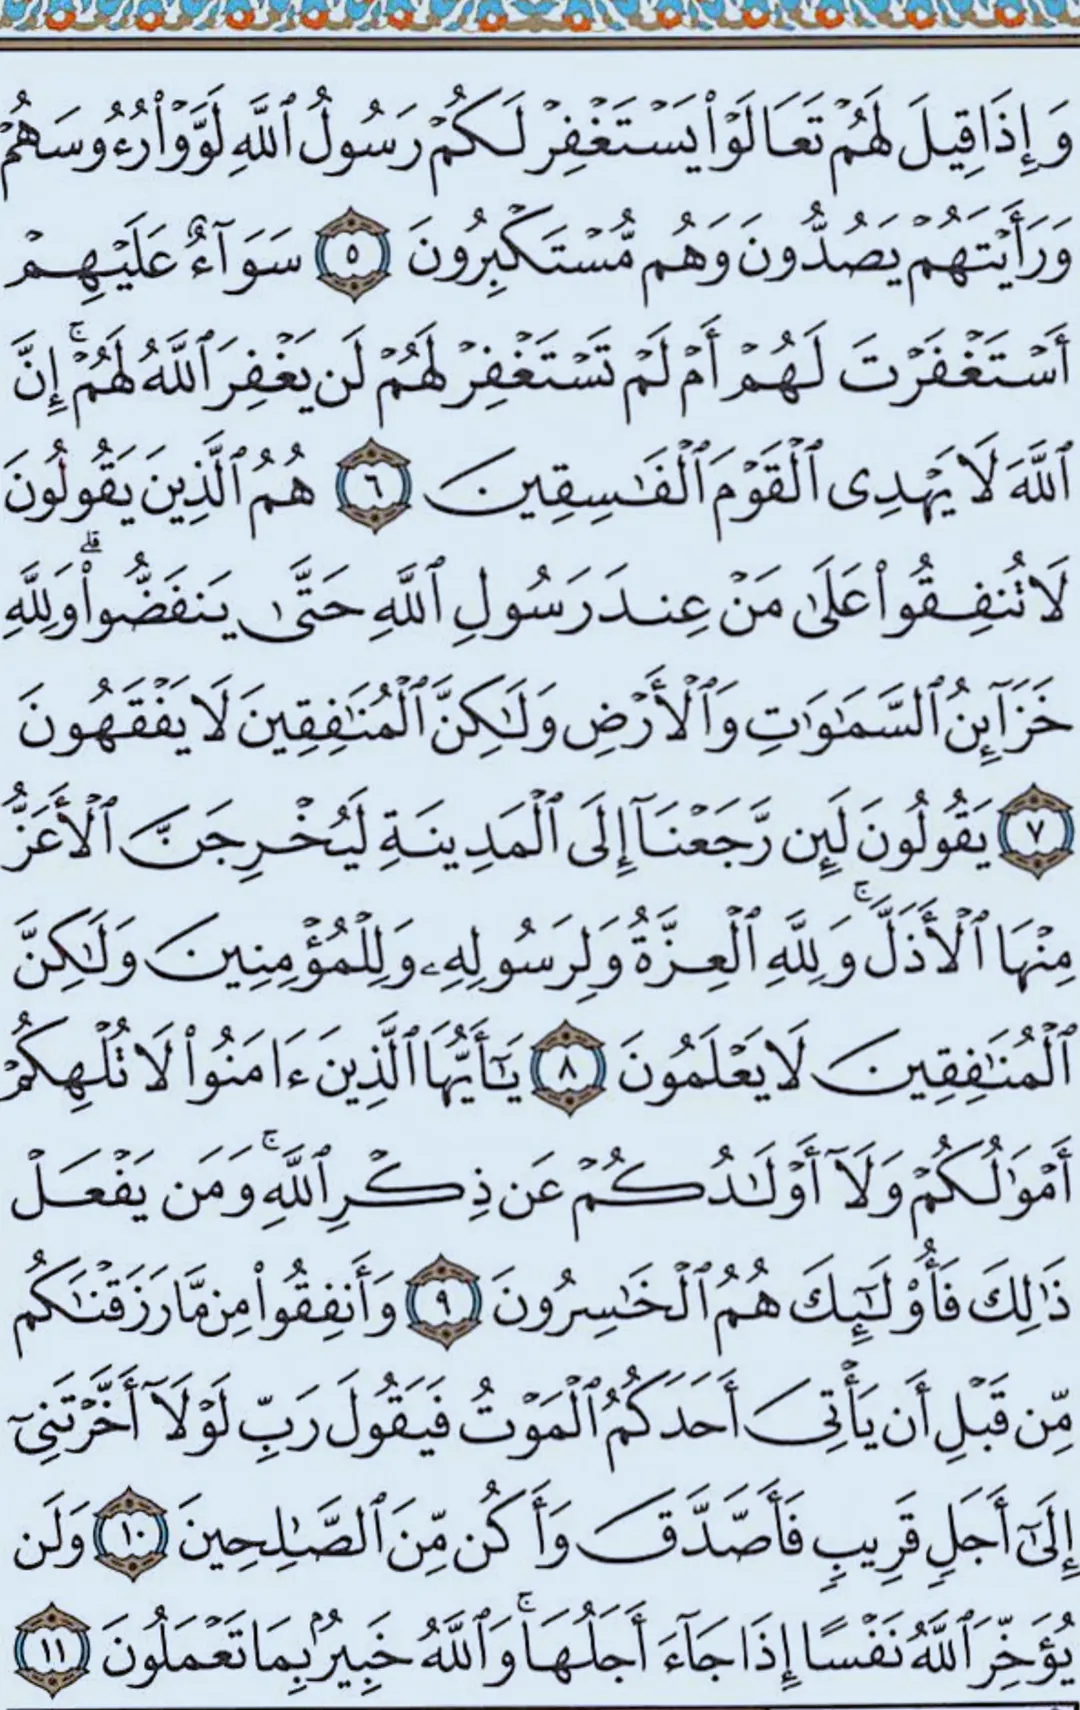 وَإِذَا قِيلَ لَهُمْ تَعَالَوْا۟ يَسْتَغْفِرْ لَكُمْ رَسُولُ ٱللَّهِ لَوَّوْا۟ رُءُوسَهُمْ
وَرَأَيْتَهُمْ يَصُدُّونَ وَهُم مُّسْتَكْبِرُونَ ٥ سَوَآءٌ عَلَيْهِمْ
أَسْتَغْفَرْتَ لَهُمْ أَمْ لَمْ تَسْتَغْفِرْ لَهُمْ لَن يَغْفِرَ ٱللَّهُ لَهُمْ ۚ إِنَّ
ٱللَّهَ لَا يَهْدِى ٱلْقَوْمَ ٱلْفَـٰسِقِينَ ٦ هُمُ ٱلَّذِينَ يَقُولُونَ
لَا تُنفِقُوا۟ عَلَىٰ مَنْ عِندَ رَسُولِ ٱللَّهِ حَتَّىٰ يَنفَضُّوا۟ ۗ وَلِلَّهِ
خَزَآئِنُ ٱلسَّمَـٰوَٰتِ وَٱلْأَرْضِ وَلَـٰكِنَّ ٱلْمُنَـٰفِقِينَ لَا يَفْقَهُونَ
٧ يَقُولُونَ لَئِن رَّجَعْنَآ إِلَى ٱلْمَدِينَةِ لَيُخْرِجَنَّ ٱلْأَعَزُّ
مِنْهَا ٱلْأَذَلَّ ۚ وَلِلَّهِ ٱلْعِزَّةُ وَلِرَسُولِهِۦ وَلِلْمُؤْمِنِينَ وَلَـٰكِنَّ
ٱلْمُنَـٰفِقِينَ لَا يَعْلَمُونَ ٨ يَـٰٓأَيُّهَا ٱلَّذِينَ ءَامَنُوا۟ لَا تُلْهِكُمْ
أَمْوَٰلُكُمْ وَلَآ أَوْلَـٰدُكُمْ عَن ذِكْرِ ٱللَّهِ ۚ وَمَن يَفْعَلْ
ذَٰلِكَ فَأُو۟لَـٰٓئِكَ هُمُ ٱلْخَـٰسِرُونَ ٩ وَأَنفِقُوا۟ مِن مَّا رَزَقْنَـٰكُم
مِّن قَبْلِ أَن يَأْتِىَ أَحَدَكُمُ ٱلْمَوْتُ فَيَقُولَ رَبِّ لَوْلَآ أَخَّرْتَنِىٓ
إِلَىٰٓ أَجَلٍ قَرِيبٍ فَأَصَّدَّقَ وَأَكُن مِّنَ ٱلصَّـٰلِحِينَ ١٠ وَلَن
يُؤَخِّرَ ٱللَّهُ نَفْسًا إِذَا جَآءَ أَجَلُهَا ۚ وَٱللَّهُ خَبِيرٌۢ بِمَا تَعْمَلُونَ ١١